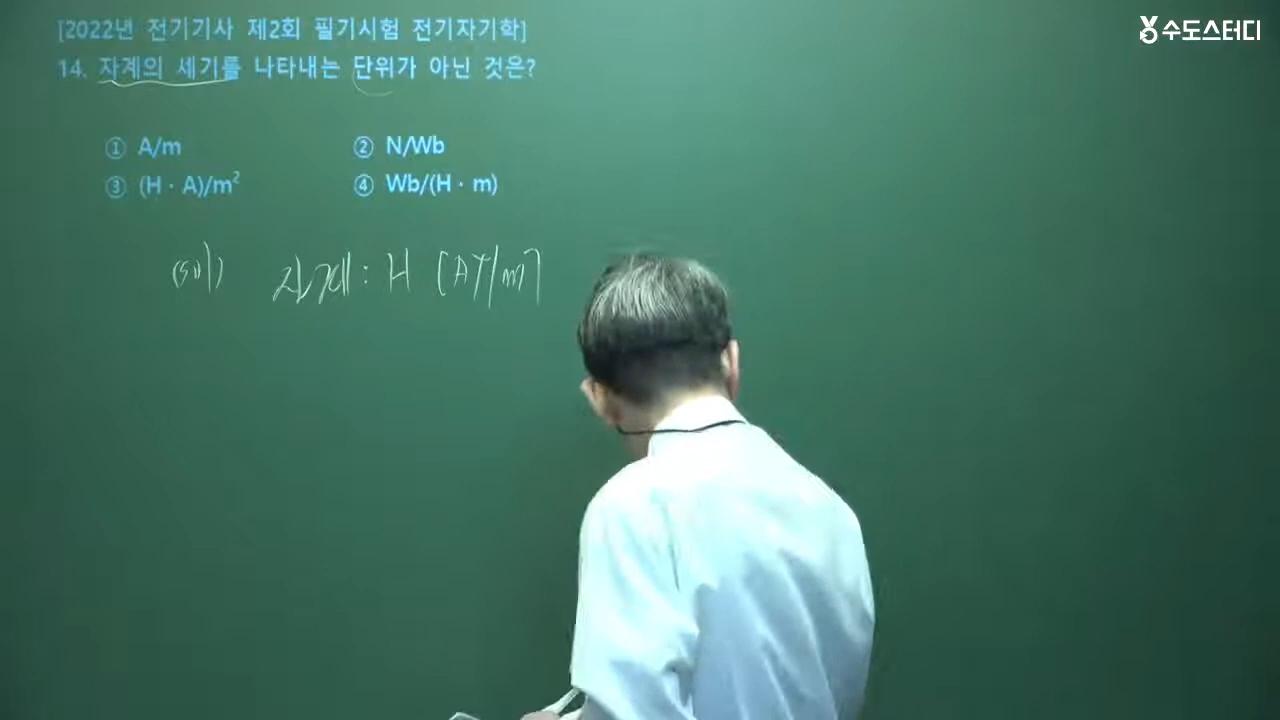 [2022년 전기기사 제2회 필기시험 전기자기학]
수도스터디
14. 자계의 세기를 나타내는 단위가 아닌 것은?
① A/m ② N/Wb
③ (H · A)/m² ④ Wb/(H · m)
(sol) 자계 : H [AT/m]